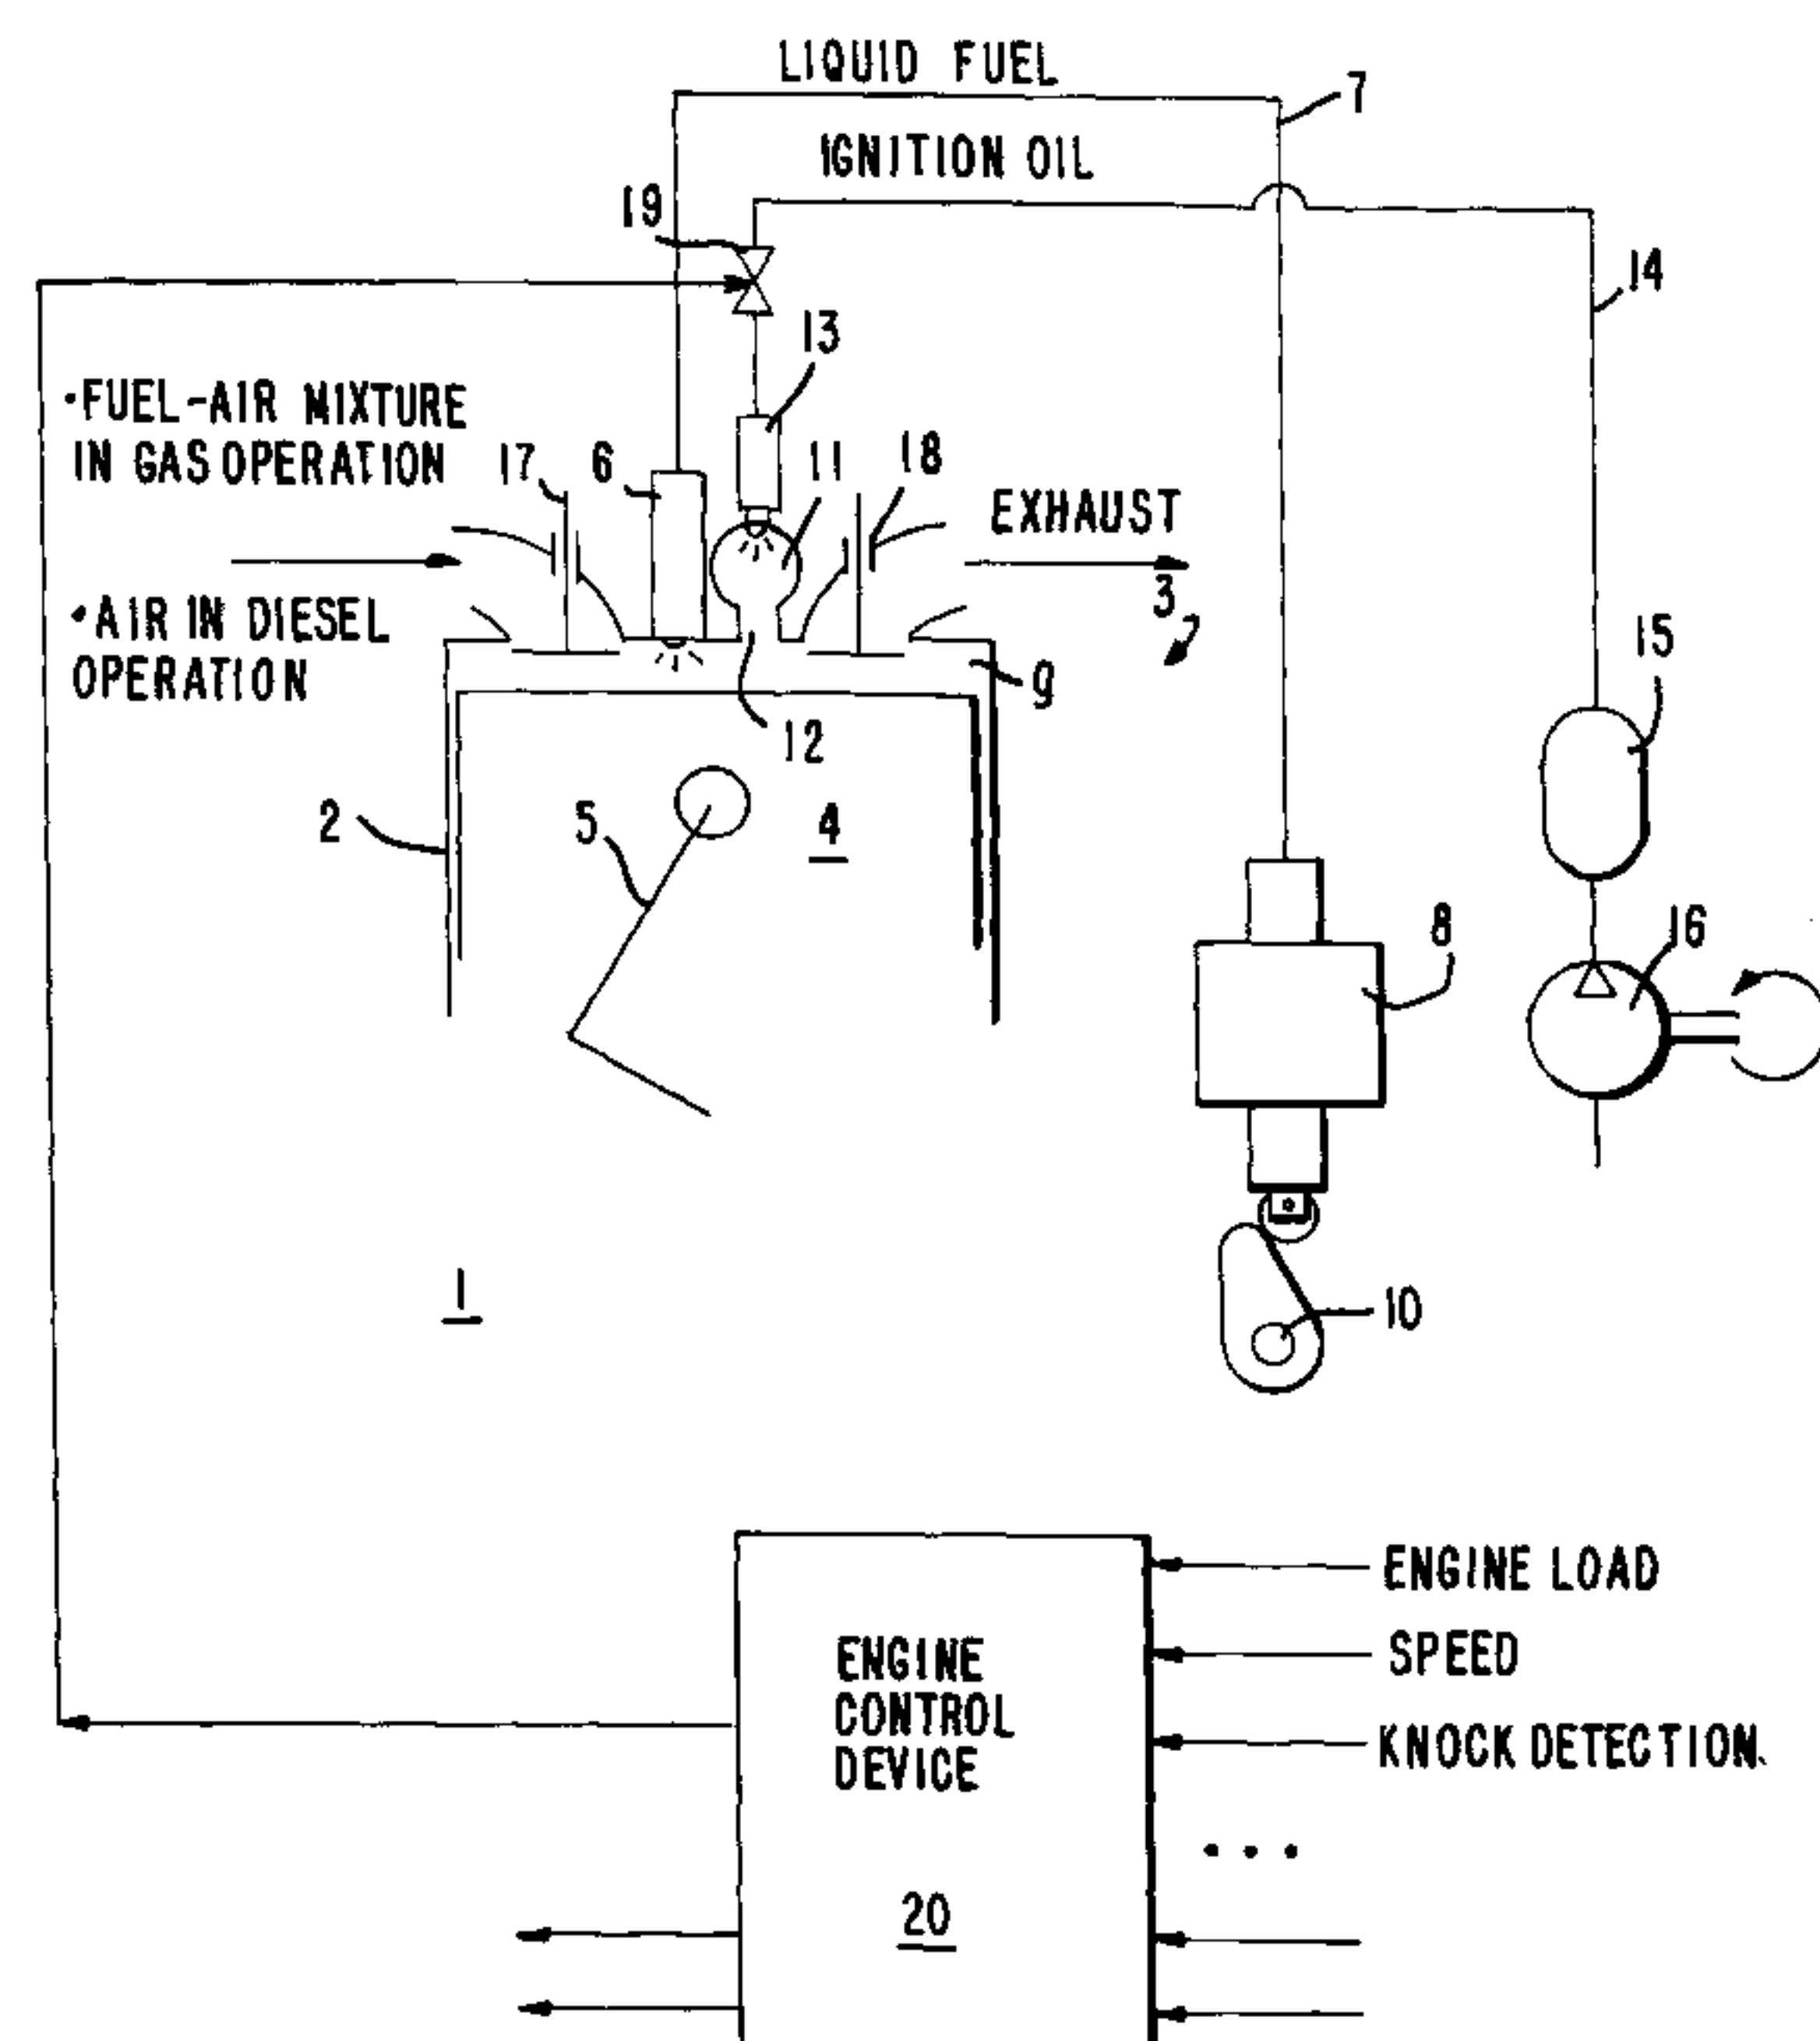 LIQUID FUEL
7
IGNITION OIL
19
14
13
•FUEL-AIR MIXTURE
IN GAS OPERATION
17
6
11
18
EXHAUST
3
•AIR IN DIESEL
OPERATION
15
9
12
2
5
4
8
16
1
10
ENGINE LOAD
SPEED
ENGINE
CONTROL
DEVICE
KNOCK DETECTION.
• • •
20